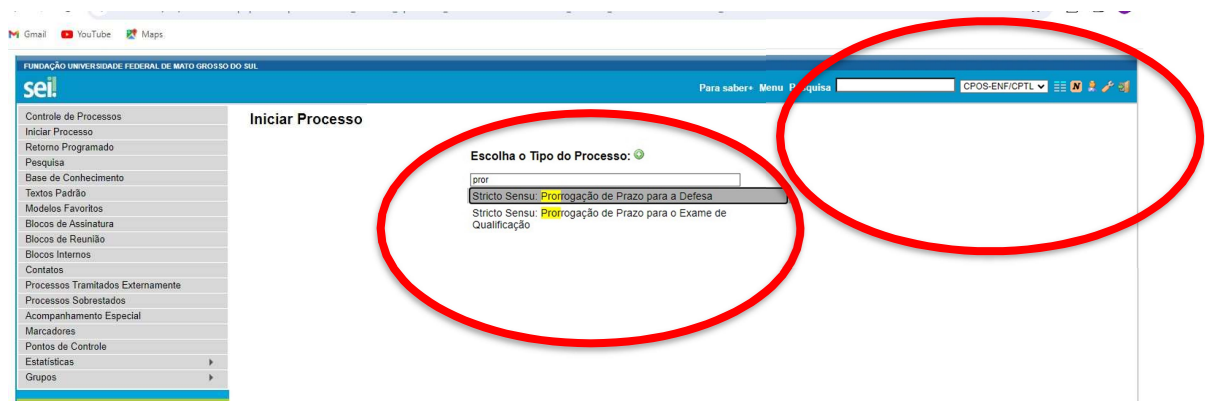 Gmail YouTube Maps
FUNDAÇÃO UNIVERSIDADE FEDERAL DE MATO GROSSO DO SUL
sei!
Para saber+ Menu Pesquisa CPOS-ENF/CPTL N
Controle de Processos
Iniciar Processo
Retorno Programado
Pesquisa
Base de Conhecimento
Textos Padrão
Modelos Favoritos
Blocos de Assinatura
Blocos de Reunião
Blocos Internos
Contatos
Processos Tramitados Externamente
Processos Sobrestados
Acompanhamento Especial
Marcadores
Pontos de Controle
Estatísticas
Grupos
Iniciar Processo
Escolha o Tipo do Processo:
pror
Stricto Sensu: Prorrogação de Prazo para a Defesa
Stricto Sensu: Prorrogação de Prazo para o Exame de
Qualificação